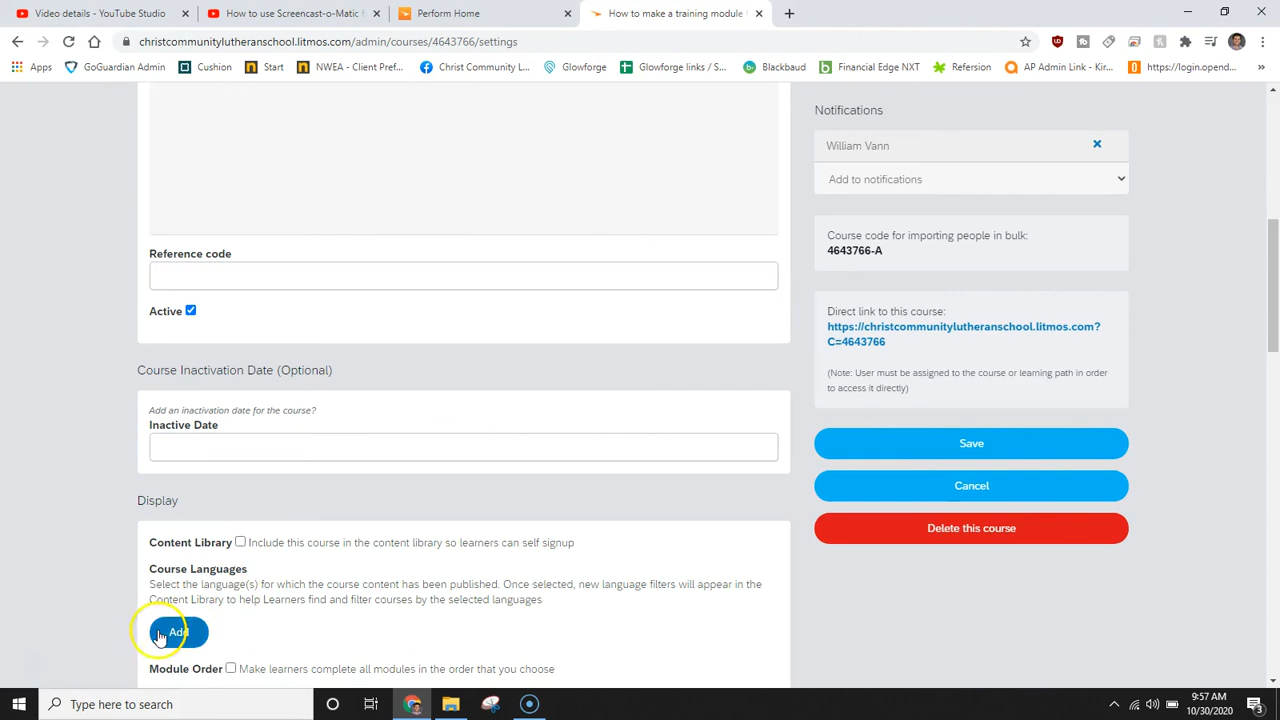 Video details - YouTube Studio
How to use Screencast-o-Matic f
Perform Home
How to make a training module
christcommunitylutheranschool.litmos.com/admin/courses/4643766/settings
Apps
GoGuardian Admin
Cushion
Start
NWEA - Client Pref...
Christ Community L...
Glowforge
Glowforge links / S...
Blackbaud
Financial Edge NXT
Refersion
AP Admin Link - Kir...
https://login.opend...
Reference code
Active
Course Inactivation Date (Optional)
Add an inactivation date for the course?
Inactive Date
Display
Content Library Include this course in the content library so learners can self signup
Course Languages
Select the language(s) for which the course content has been published. Once selected, new language filters will appear in the
Content Library to help Learners find and filter courses by the selected languages
Add
Module Order Make learners complete all modules in the order that you choose
Notifications
William Vann
Add to notifications
Course code for importing people in bulk:
4643766-A
Direct link to this course:
https://christcommunitylutheranschool.litmos.com?
C=4643766
(Note: User must be assigned to the course or learning path in order
to access it directly)
Save
Cancel
Delete this course
Type here to search
9:57 AM
10/30/2020